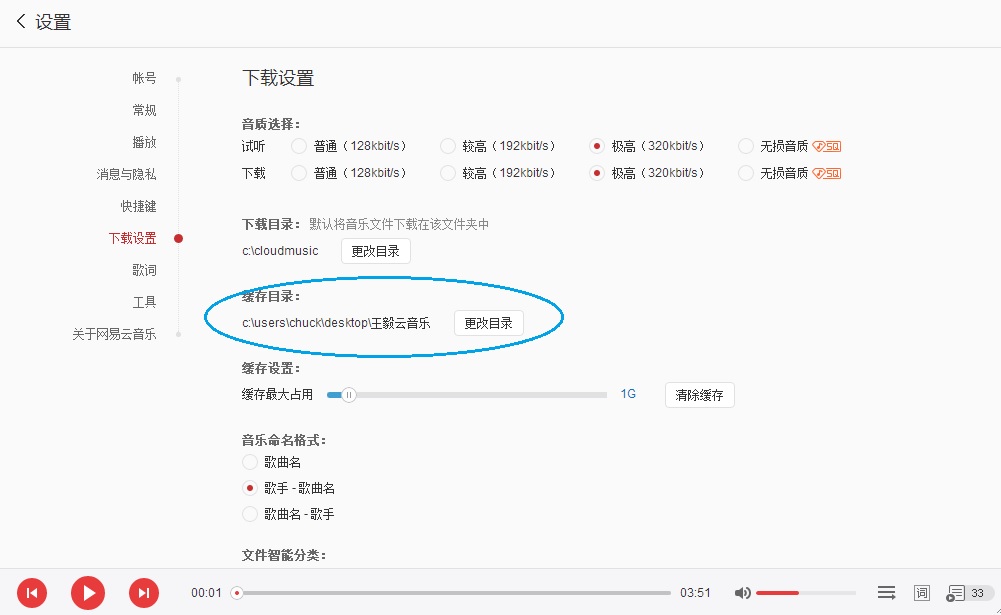 设置
帐号
常规
播放
消息与隐私
快捷键
下载设置
歌词
工具
关于网易云音乐
下载设置
音质选择：
试听 普通（128kbit/s） 较高（192kbit/s） 极高（320kbit/s） 无损音质 SQ
下载 普通（128kbit/s） 较高（192kbit/s） 极高（320kbit/s） 无损音质 SQ
下载目录： 默认将音乐文件下载在该文件夹中
c:\cloudmusic 更改目录
缓存目录：
c:\users\chuck\desktop\王毅云音乐 更改目录
缓存设置：
缓存最大占用 1G 清除缓存
音乐命名格式：
歌曲名
歌手 - 歌曲名
歌曲名 - 歌手
文件智能分类：
00:01 03:51 词 33